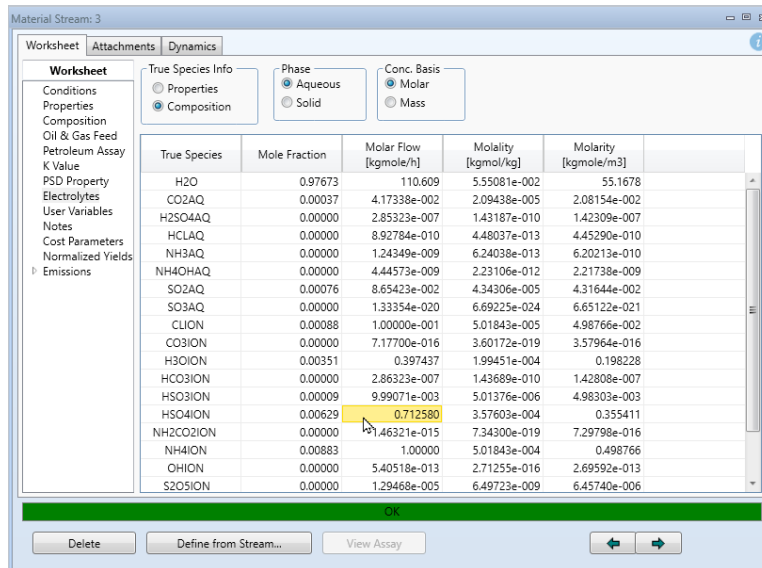 Material Stream: 3
Worksheet Attachments Dynamics
Worksheet
Conditions
Properties
Composition
Oil & Gas Feed
Petroleum Assay
K Value
PSD Property
Electrolytes
User Variables
Notes
Cost Parameters
Normalized Yields
Emissions
True Species Info
Properties
Composition
Phase
Aqueous
Solid
Conc. Basis
Molar
Mass
True Species Mole Fraction Molar Flow [kgmole/h] Molality [kgmol/kg] Molarity [kgmole/m3]
H2O 0.97673 110.609 5.55081e-002 55.1678
CO2AQ 0.00037 4.17338e-002 2.09438e-005 2.08154e-002
H2SO4AQ 0.00000 2.85323e-007 1.43187e-010 1.42309e-007
HCLAQ 0.00000 8.92784e-010 4.48037e-013 4.45290e-010
NH3AQ 0.00000 1.24349e-009 6.24038e-013 6.20213e-010
NH4OHAQ 0.00000 4.44573e-009 2.23106e-012 2.21738e-009
SO2AQ 0.00076 8.65423e-002 4.34306e-005 4.31644e-002
SO3AQ 0.00000 1.33354e-020 6.69225e-024 6.65122e-021
CLION 0.00088 1.00000e-001 5.01843e-005 4.98766e-002
CO3ION 0.00000 7.17700e-016 3.60172e-019 3.57964e-016
H3OION 0.00351 0.397437 1.99451e-004 0.198228
HCO3ION 0.00000 2.86323e-007 1.43689e-010 1.42808e-007
HSO3ION 0.00009 9.99071e-003 5.01376e-006 4.98303e-003
HSO4ION 0.00629 0.712580 3.57603e-004 0.355411
NH2CO2ION 0.00000 1.46321e-015 7.34300e-019 7.29798e-016
NH4ION 0.00883 1.00000 5.01843e-004 0.498766
OHION 0.00000 5.40518e-013 2.71255e-016 2.69592e-013
S2O5ION 0.00000 1.29468e-005 6.49723e-009 6.45740e-006
OK
Delete Define from Stream... View Assay